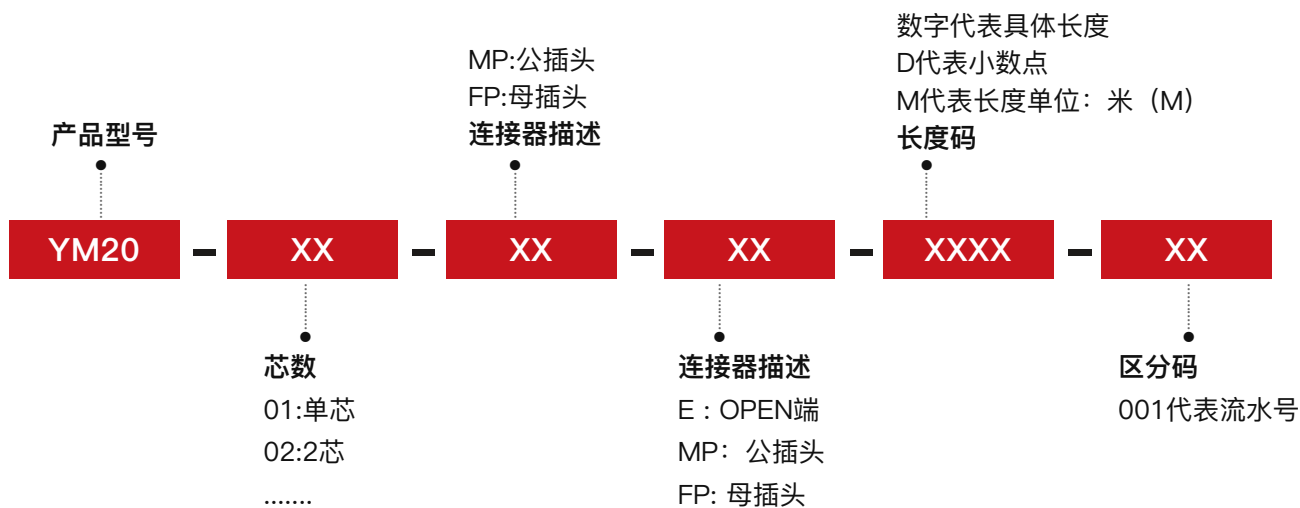 数字代表具体长度
D代表小数点
M代表长度单位：米（M）
长度码
MP:公插头
FP:母插头
连接器描述
产品型号
YM20 - XX - XX - XX - XXXX - XX
芯数
01:单芯
02:2芯
.......
连接器描述
E : OPEN端
MP：公插头
FP: 母插头
区分码
001代表流水号